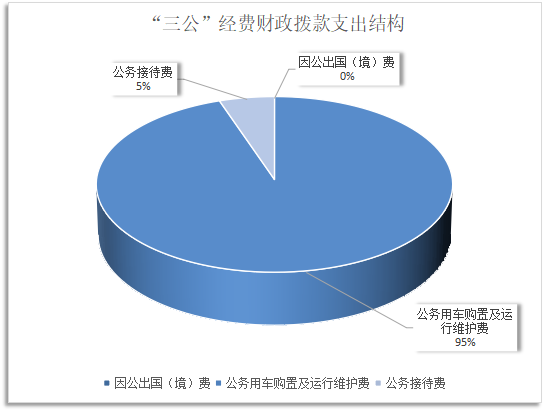 “三公”经费财政拨款支出结构
因公出国（境）费
0%
公务接待费
5%
公务用车购置及运
行维护费
95%
因公出国（境）费 公务用车购置及运行维护费 公务接待费